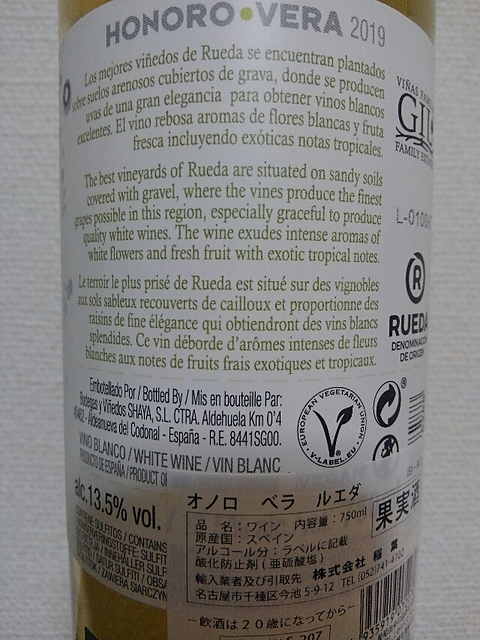 HONORO VERA 2019
Los mejores viñedos de Rueda se encuentran plantados
sobre suelos arenosos cubiertos de grava, donde se producen
uvas de una gran elegancia para obtener vinos blancos
excelentes. El vino rebosa aromas de flores blancas y fruta
fresca incluyendo exóticas notas tropicales.
The best vineyards of Rueda are situated on sandy soils
covered with gravel, where the vines produce the finest
grapes possible in this region, especially graceful to produce
quality white wines. The wine exudes intense aromas of
white flowers and fresh fruit with exotic tropical notes.
Le terroir le plus prisé de Rueda est situé sur des vignobles
aux sols sableux recouverts de cailloux et proportionne des
raisins de fine élégance qui obtiendront des vins blancs
splendides. Ce vin déborde d'arômes intenses de fleurs
blanches aux notes de fruits frais exotiques et tropicaux.
Embotellado Por / Bottled By / Mis en bouteille Par:
Bodegas y Viñedos SHAYA, S.L. CTRA. Aldehuela Km 0'4
- Aldeanueva del Codonal - España - R.E. 8441SG00.
VINO BLANCO / WHITE WINE / VIN BLANC
PRODUCTO DE ESPAÑA / PRODUCT OF
alc. 13.5% vol.
CONTIENE SULFITOS / CONTAINS
VIÑAS
GIL
FAMILY
RUEDA
DENOMINACIÓN
DE ORIGEN
EUROPEAN VEGETARIAN UNION
V-LABEL.EU
オノロ ベラ ルエダ
品 名：ワイン 内容量：750ml
原産国：スペイン
アルコール分：ラベルに記載
酸化防止剤（亜硫酸塩）
輸入業者及び引取先 株式会社 稲葉
名古屋市千種区今池5-9-12 TEL (052)741-4702
果実酒
―飲酒は２０歳になってから―